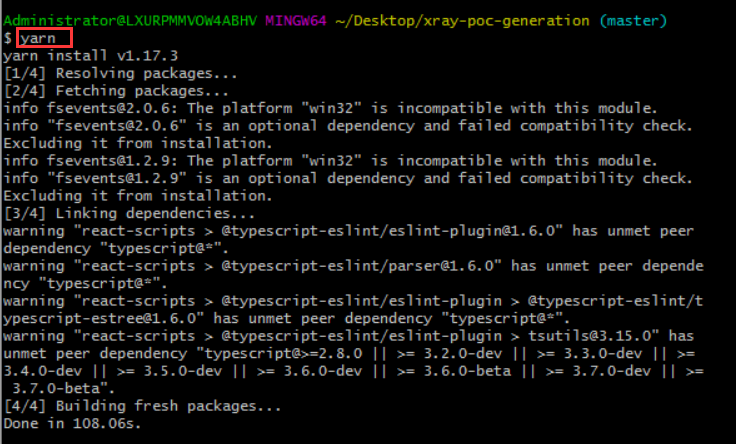 Administrator@LXURPMMVOW4ABHV MINGW64 ~/Desktop/xray-poc-generation (master)
$ yarn
yarn install v1.17.3
[1/4] Resolving packages...
[2/4] Fetching packages...
info fsevents@2.0.6: The platform "win32" is incompatible with this module.
info "fsevents@2.0.6" is an optional dependency and failed compatibility check.
Excluding it from installation.
info fsevents@1.2.9: The platform "win32" is incompatible with this module.
info "fsevents@1.2.9" is an optional dependency and failed compatibility check.
Excluding it from installation.
[3/4] Linking dependencies...
warning "react-scripts > @typescript-eslint/eslint-plugin@1.6.0" has unmet peer
dependency "typescript@*".
warning "react-scripts > @typescript-eslint/parser@1.6.0" has unmet peer depende
ncy "typescript@*".
warning "react-scripts > @typescript-eslint/eslint-plugin > @typescript-eslint/t
ypescript-estree@1.6.0" has unmet peer dependency "typescript@*".
warning "react-scripts > @typescript-eslint/eslint-plugin > tsutils@3.15.0" has
unmet peer dependency "typescript@>=2.8.0 || >= 3.2.0-dev || >= 3.3.0-dev || >=
3.4.0-dev || >= 3.5.0-dev || >= 3.6.0-dev || >= 3.6.0-beta || >= 3.7.0-dev || >=
 3.7.0-beta".
[4/4] Building fresh packages...
Done in 108.06s.